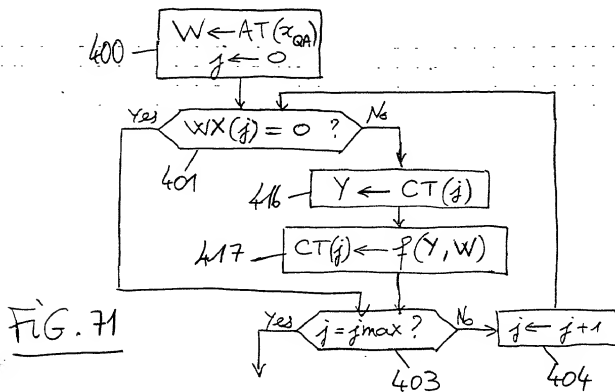 400
W ← AT(x_QA)
j ← 0
Yes
WX(j) = 0 ?
No
401
416
Y ← CT(j)
417
CT(j) ← f(Y, W)
FiG. 71
Yes
j = jmax ?
No
j ← j+1
403
404